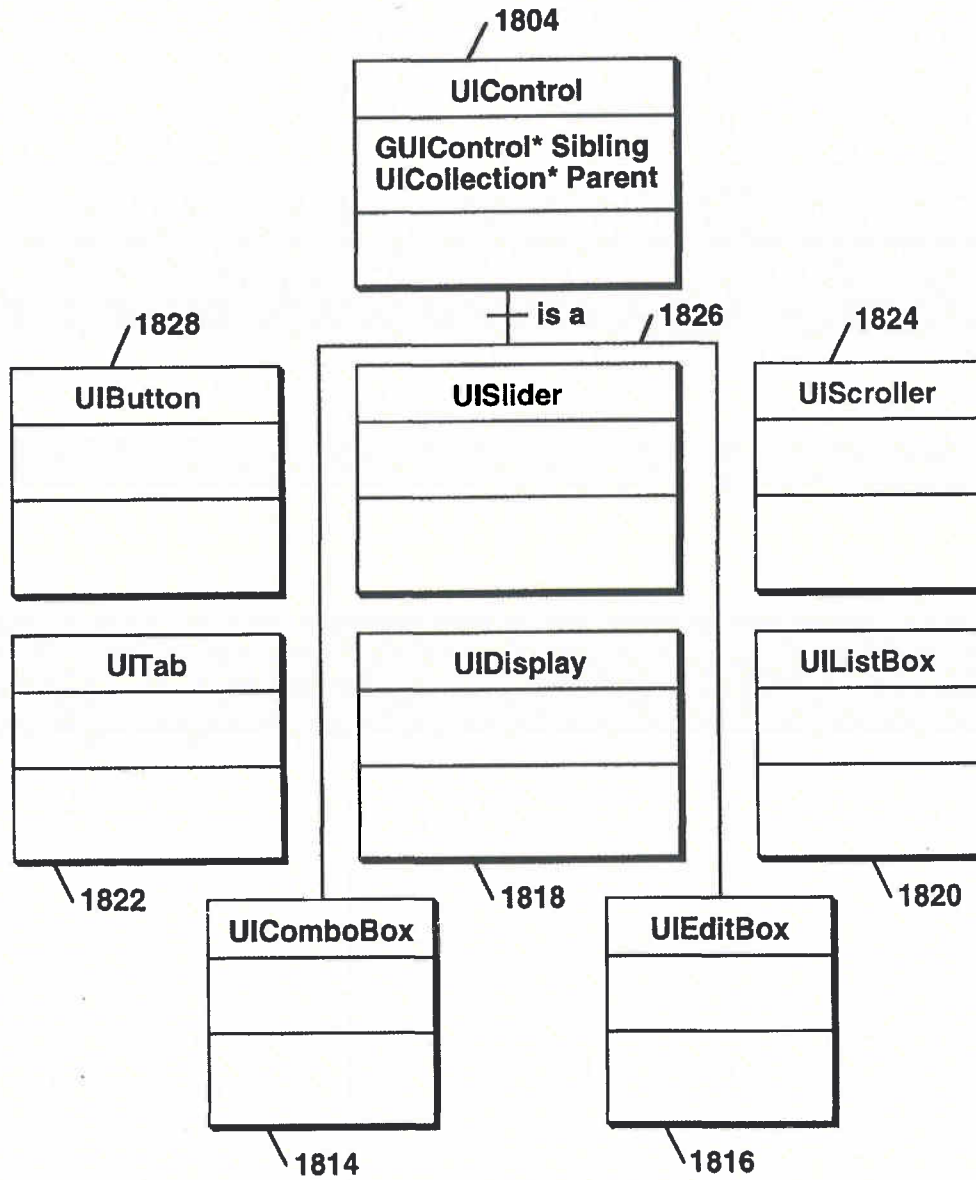 1804
UIControl
GUIControl* Sibling
UICollection* Parent
is a
1828
1826
1824
UIButton
UISlider
UIScroller
UITab
UIDisplay
UIListBox
1822
1818
1820
UIComboBox
UIEditBox
1814
1816